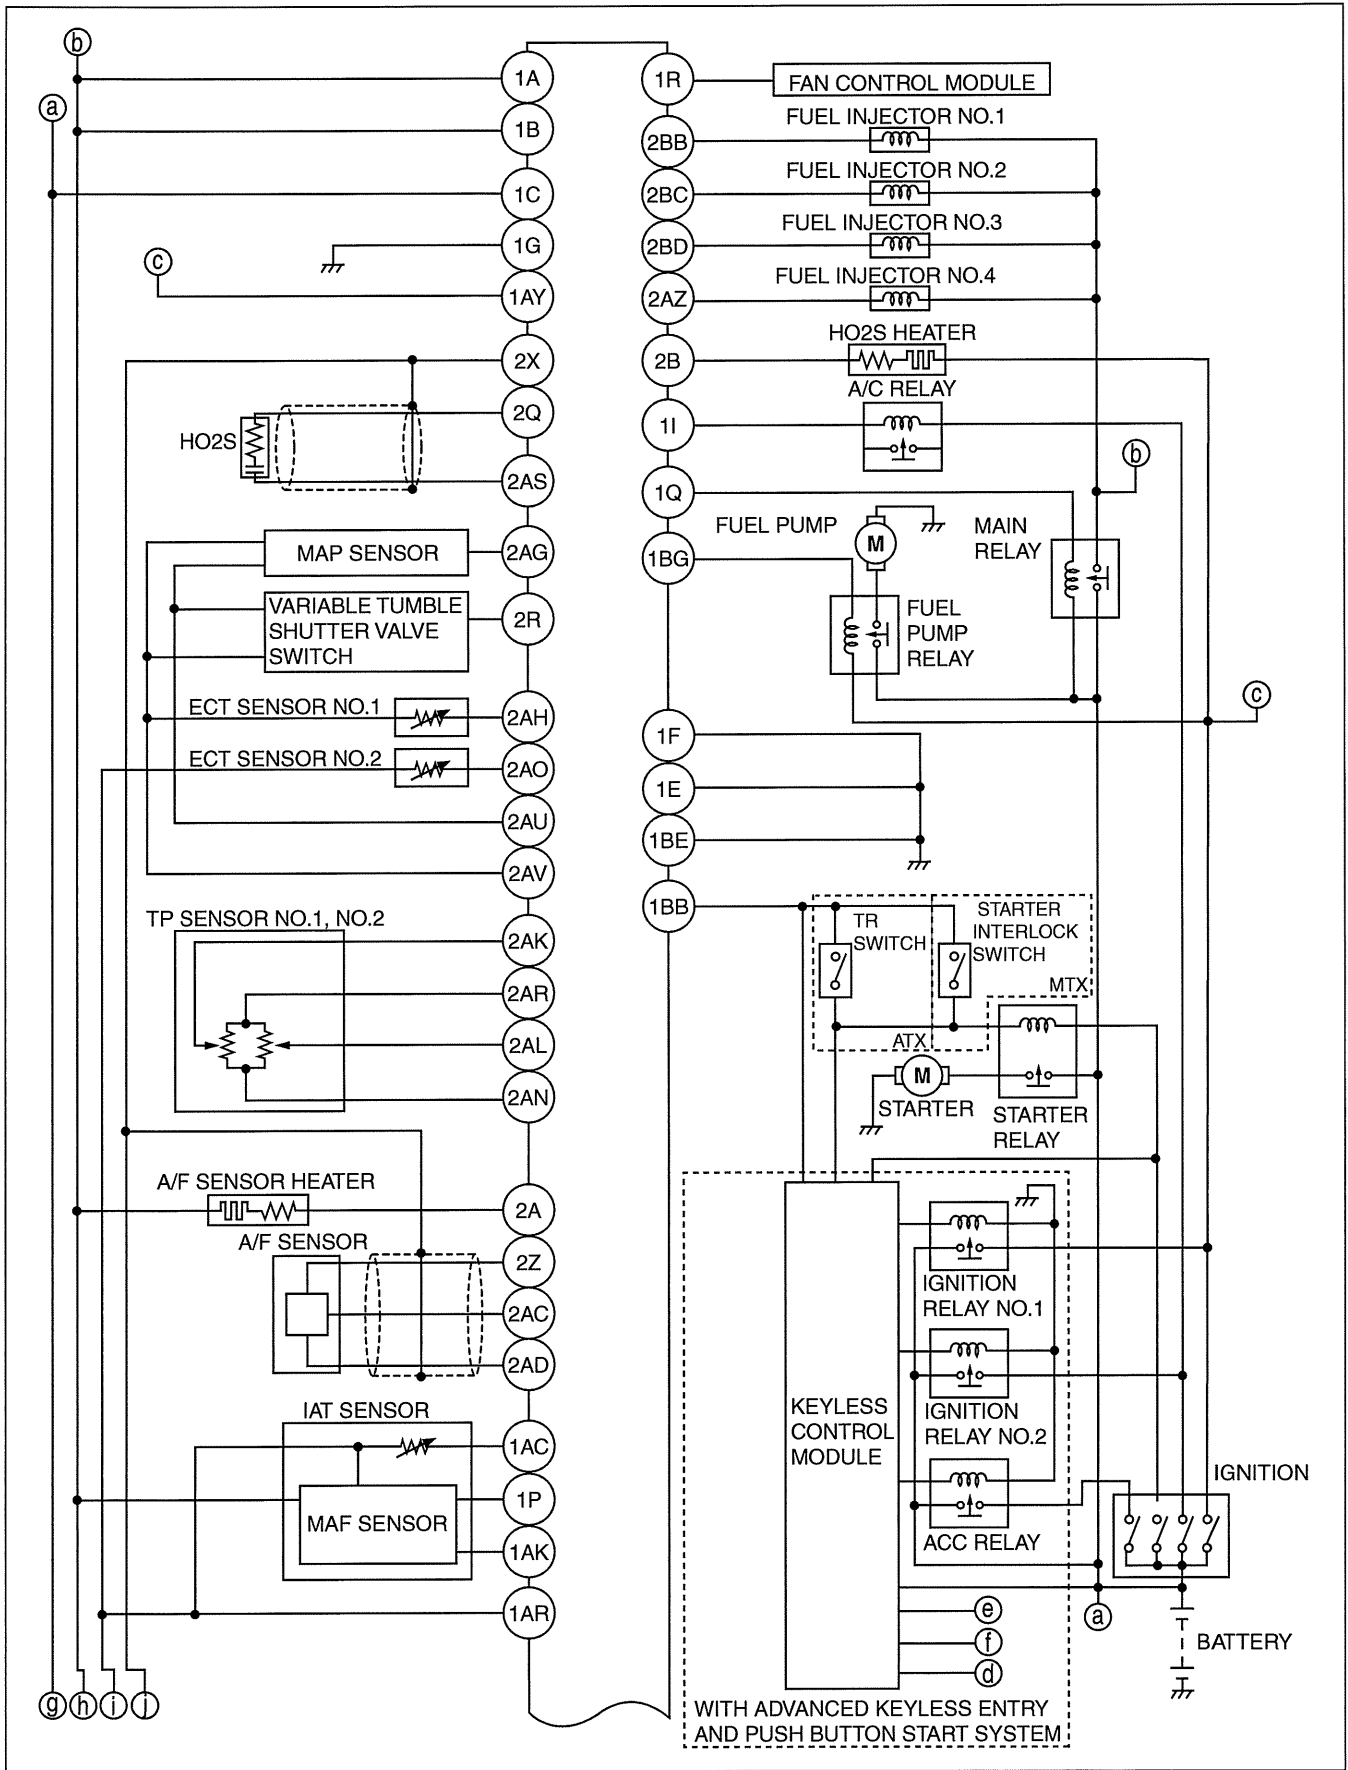 b
a
1A
1B
1C
1G
c
1AY
2X
HO2S
2Q
2AS
MAP SENSOR
2AG
VARIABLE TUMBLE
SHUTTER VALVE
SWITCH
2R
ECT SENSOR NO.1
2AH
ECT SENSOR NO.2
2AO
2AU
2AV
TP SENSOR NO.1, NO.2
2AK
2AR
2AL
2AN
A/F SENSOR HEATER
2A
A/F SENSOR
2Z
2AC
2AD
IAT SENSOR
1AC
1P
MAF SENSOR
1AK
1AR
g
h
i
j
1R
FAN CONTROL MODULE
FUEL INJECTOR NO.1
2BB
FUEL INJECTOR NO.2
2BC
FUEL INJECTOR NO.3
2BD
FUEL INJECTOR NO.4
2AZ
HO2S HEATER
2B
A/C RELAY
1I
b
1Q
FUEL PUMP
M
MAIN
RELAY
1BG
FUEL
PUMP
RELAY
c
1F
1E
1BE
1BB
TR
SWITCH
STARTER
INTERLOCK
SWITCH
MTX
ATX
M
STARTER
STARTER
RELAY
IGNITION
RELAY NO.1
KEYLESS
CONTROL
MODULE
IGNITION
RELAY NO.2
IGNITION
ACC RELAY
e
f
d
a
BATTERY
WITH ADVANCED KEYLESS ENTRY
AND PUSH BUTTON START SYSTEM